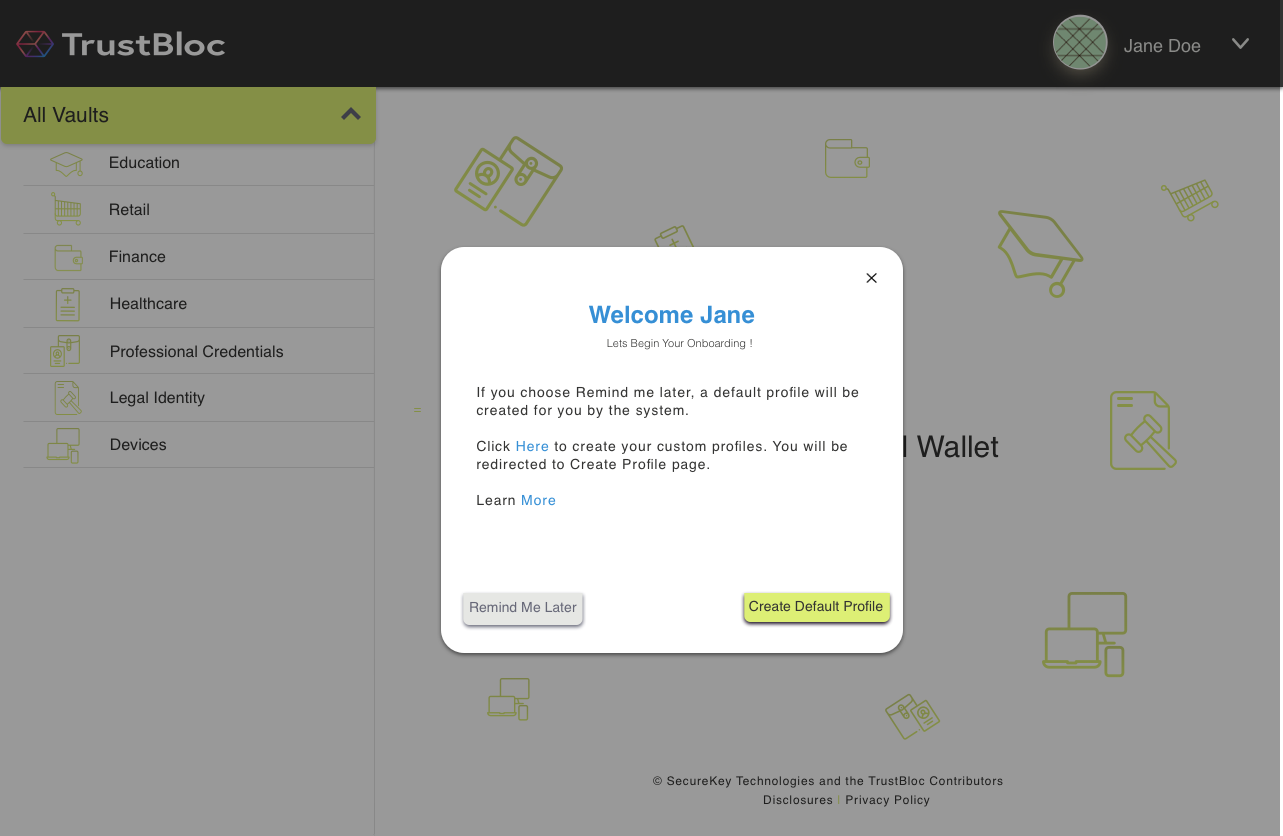 TrustBloc
Jane Doe
All Vaults
Education
Retail
Finance
Healthcare
Professional Credentials
Legal Identity
Devices
Wallet
Welcome Jane
Lets Begin Your Onboarding !
If you choose Remind me later, a default profile will be
created for you by the system.
Click Here to create your custom profiles. You will be
redirected to Create Profile page.
Learn More
Remind Me Later
Create Default Profile
© SecureKey Technologies and the TrustBloc Contributors
Disclosures | Privacy Policy